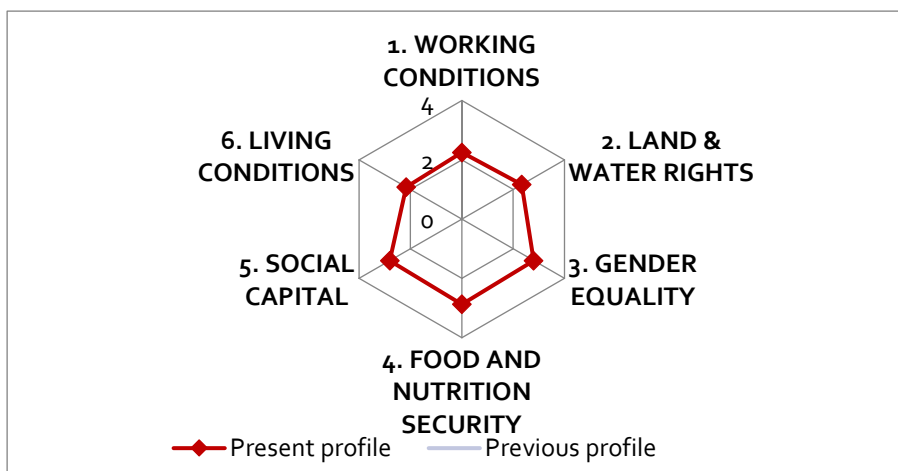 1. WORKING
CONDITIONS
4
6. LIVING
CONDITIONS
2. LAND &
WATER RIGHTS
2
0
5. SOCIAL
CAPITAL
3. GENDER
EQUALITY
4. FOOD AND
NUTRITION
SECURITY
Present profile
Previous profile